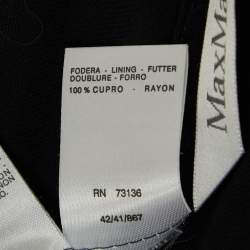 FODERA - LINING - FUTTER
DOUBLURE - FORRO
100% CUPRO - RAYON
RN 73136
42/41/867
MaxMa